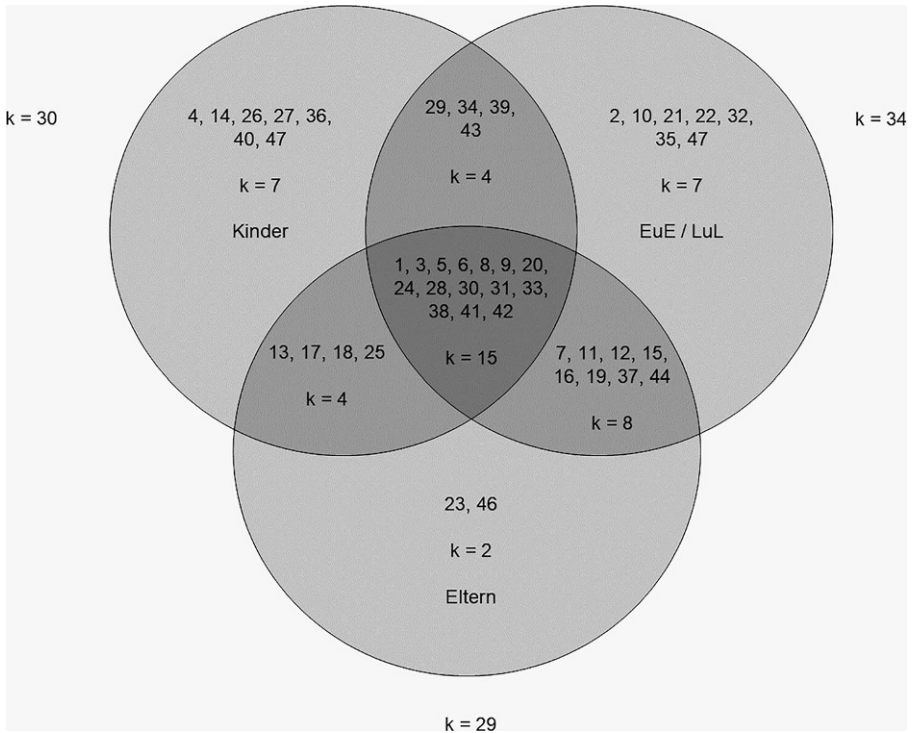 k = 30
4, 14, 26, 27, 36,
40, 47
k = 7
Kinder
29, 34, 39,
43
k = 4
2, 10, 21, 22, 32,
35, 47
k = 7
EuE / LuL
k = 34
1, 3, 5, 6, 8, 9, 20,
24, 28, 30, 31, 33,
38, 41, 42
k = 15
13, 17, 18, 25
k = 4
7, 11, 12, 15,
16, 19, 37, 44
k = 8
23, 46
k = 2
Eltern
k = 29